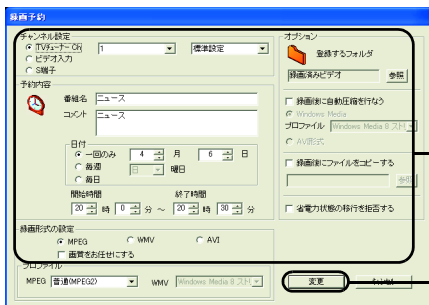 録画予約
チャンネル設定
TVチューナー Ch
1
標準設定
ビデオ入力
S端子
予約内容
番組名
ニュース
コメント
ニュース
日付
一回のみ
4
月
6
日
毎週
日
曜日
毎日
開始時間
終了時間
20 時 0 分 ～ 20 時 30 分
録画形式の設定
MPEG
WMV
AVI
画質をお任せにする
プロファイル
MPEG
普通(MPEG2)
WMV
Windows Media 8 スト
オプション
登録するフォルダ
録画済みビデオ
参照
録画後に自動圧縮を行なう
Windows Media
プロファイル
Windows Media 8 スト
AVI形式
録画後にファイルをコピーする
参照
省電力状態の移行を拒否する
変更